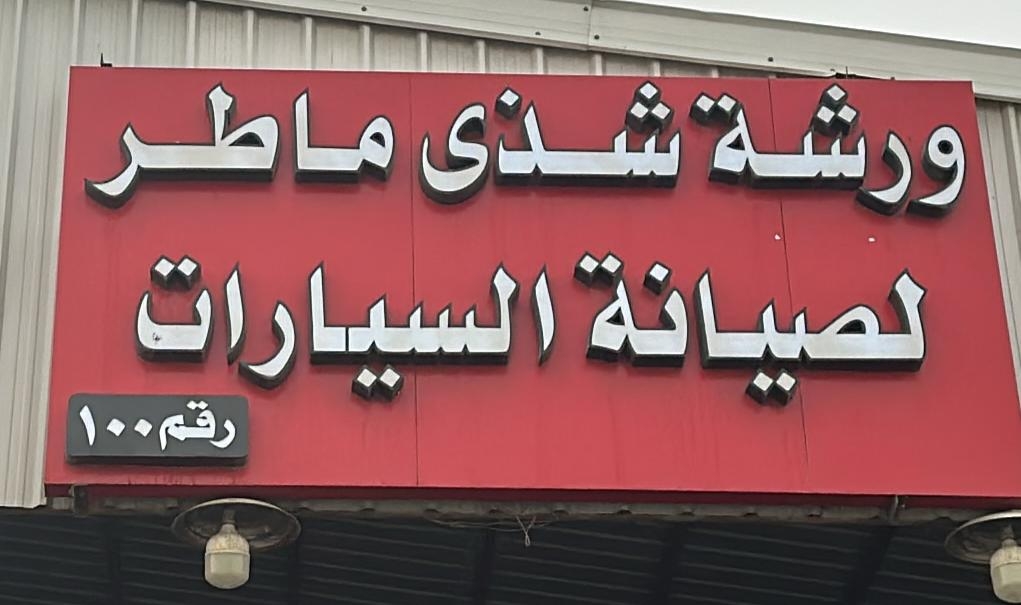 ورشة شذى ماطر
لصيانة السيارات
رقم ١٠٠